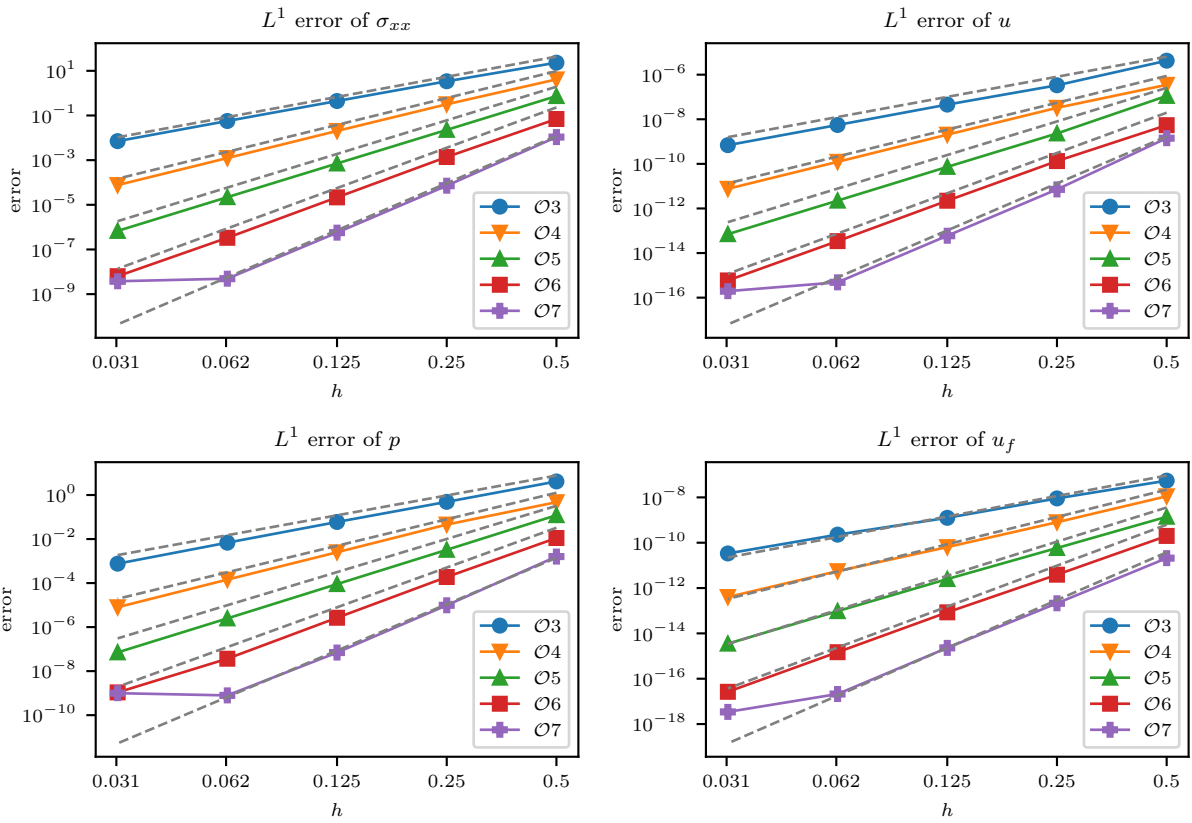 L¹ error of σₓₓ
error
10¹
10⁻¹
10⁻³
10⁻⁵
10⁻⁷
10⁻⁹
0.031 0.062 0.125 0.25 0.5
h
𝒪3
𝒪4
𝒪5
𝒪6
𝒪7
L¹ error of u
error
10⁻⁶
10⁻⁸
10⁻¹⁰
10⁻¹²
10⁻¹⁴
10⁻¹⁶
0.031 0.062 0.125 0.25 0.5
h
𝒪3
𝒪4
𝒪5
𝒪6
𝒪7
L¹ error of p
error
10⁰
10⁻²
10⁻⁴
10⁻⁶
10⁻⁸
10⁻¹⁰
0.031 0.062 0.125 0.25 0.5
h
𝒪3
𝒪4
𝒪5
𝒪6
𝒪7
L¹ error of u_f
error
10⁻⁸
10⁻¹⁰
10⁻¹²
10⁻¹⁴
10⁻¹⁶
10⁻¹⁸
0.031 0.062 0.125 0.25 0.5
h
𝒪3
𝒪4
𝒪5
𝒪6
𝒪7